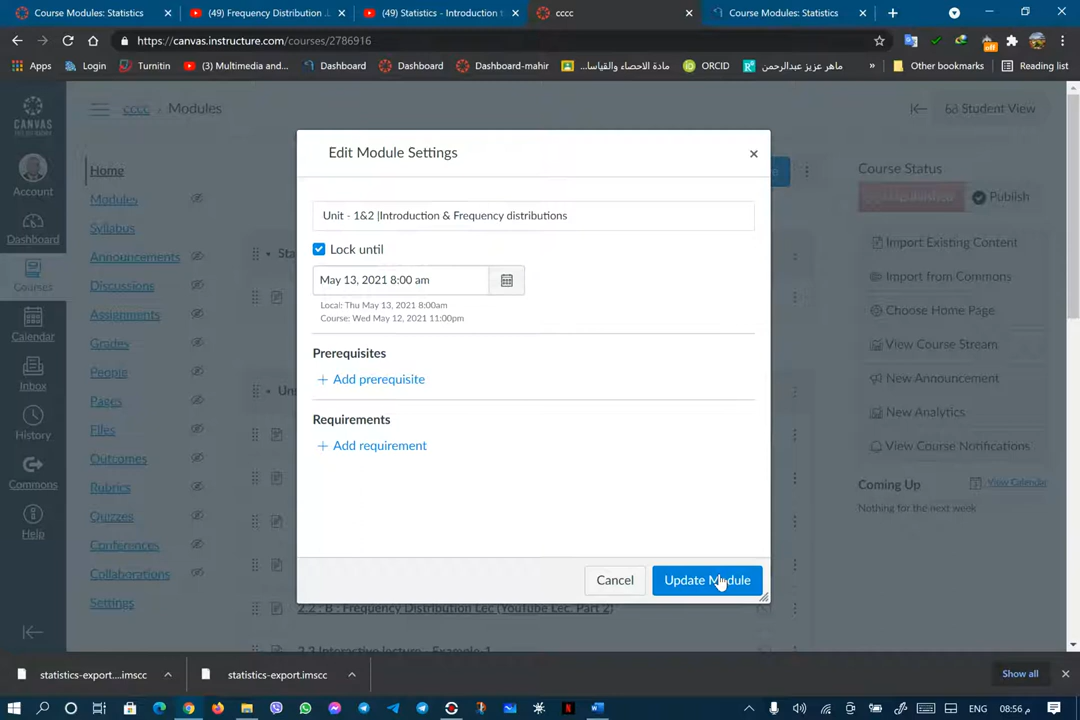 Course Modules: Statistics
(49) Frequency Distribution .L
(49) Statistics - Introduction t
cccc
Course Modules: Statistics
https://canvas.instructure.com/courses/2786916
Apps
Login
Turnitin
(3) Multimedia and...
Dashboard
Dashboard
Dashboard-mahir
مادة الاحصاء والقياسا...
ORCID
ماهر عزيز عبدالرحمن
»
Other bookmarks
Reading list
CANVAS
cccc › Modules
Student View
Account
Dashboard
Courses
Calendar
Inbox
History
Commons
Help
Home
Modules
Syllabus
Announcements
Discussions
Assignments
Grades
People
Pages
Files
Outcomes
Rubrics
Quizzes
Conferences
Collaborations
Settings
Edit Module Settings
Unit - 1&2 |Introduction & Frequency distributions
Lock until
May 13, 2021 8:00 am
Local: Thu May 13, 2021 8:00am
Course: Wed May 12, 2021 11:00pm
Prerequisites
+ Add prerequisite
Requirements
+ Add requirement
Cancel
Update Module
2.2 : B - Frequency Distribution Lec (YouTube Lec. Part 2)
2.3 Interactive lecture - Example-1
Course Status
Publish
Import Existing Content
Import from Commons
Choose Home Page
View Course Stream
New Announcement
New Analytics
View Course Notifications
Coming Up
View Calendar
Nothing for the next week
statistics-export....imscc
statistics-export.imscc
Show all
ENG
08:56 م